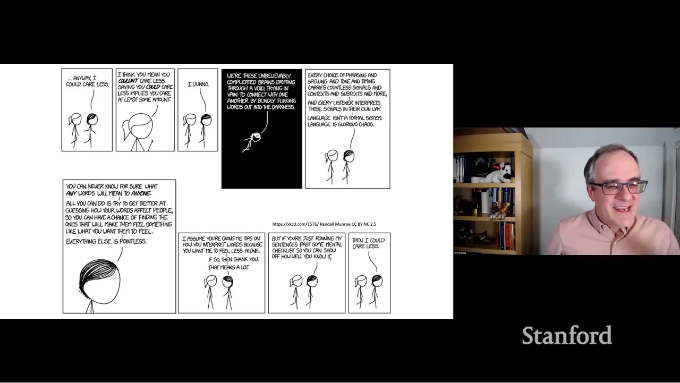 ... ANYWAY, I
COULD CARE LESS.
I THINK YOU MEAN YOU
COULDN'T CARE LESS.
SAYING YOU COULD CARE
LESS IMPLIES YOU CARE
AT LEAST SOME AMOUNT.
I DUNNO.
WE'RE THESE UNBELIEVABLY
COMPLICATED BRAINS DRIFTING
THROUGH A VOID, TRYING IN
VAIN TO CONNECT WITH ONE
ANOTHER BY BLINDLY FLINGING
WORDS OUT INTO THE DARKNESS.
EVERY CHOICE OF PHRASING AND
SPELLING AND TONE AND TIMING
CARRIES COUNTLESS SIGNALS AND
CONTEXTS AND SUBTEXTS AND MORE,
AND EVERY LISTENER INTERPRETS
THOSE SIGNALS IN THEIR OWN WAY.
LANGUAGE ISN'T A FORMAL SYSTEM.
LANGUAGE IS GLORIOUS CHAOS.
YOU CAN NEVER KNOW FOR SURE WHAT
ANY WORDS WILL MEAN TO ANYONE.
ALL YOU CAN DO IS TRY TO GET BETTER AT
GUESSING HOW YOUR WORDS AFFECT PEOPLE,
SO YOU CAN HAVE A CHANCE OF FINDING THE
ONES THAT WILL MAKE THEM FEEL SOMETHING
LIKE WHAT YOU WANT THEM TO FEEL.
EVERYTHING ELSE IS POINTLESS.
https://xkcd.com/1576/ Randall Munroe CC BY NC 2.5
I ASSUME YOU'RE GIVING ME TIPS ON
HOW YOU INTERPRET WORDS BECAUSE
YOU WANT ME TO FEEL LESS ALONE.
IF SO, THEN THANK YOU.
THAT MEANS A LOT.
BUT IF YOU'RE JUST RUNNING MY
SENTENCES PAST SOME MENTAL
CHECKLIST SO YOU CAN SHOW
OFF HOW WELL YOU KNOW IT,
THEN I COULD
CARE LESS.
Stanford